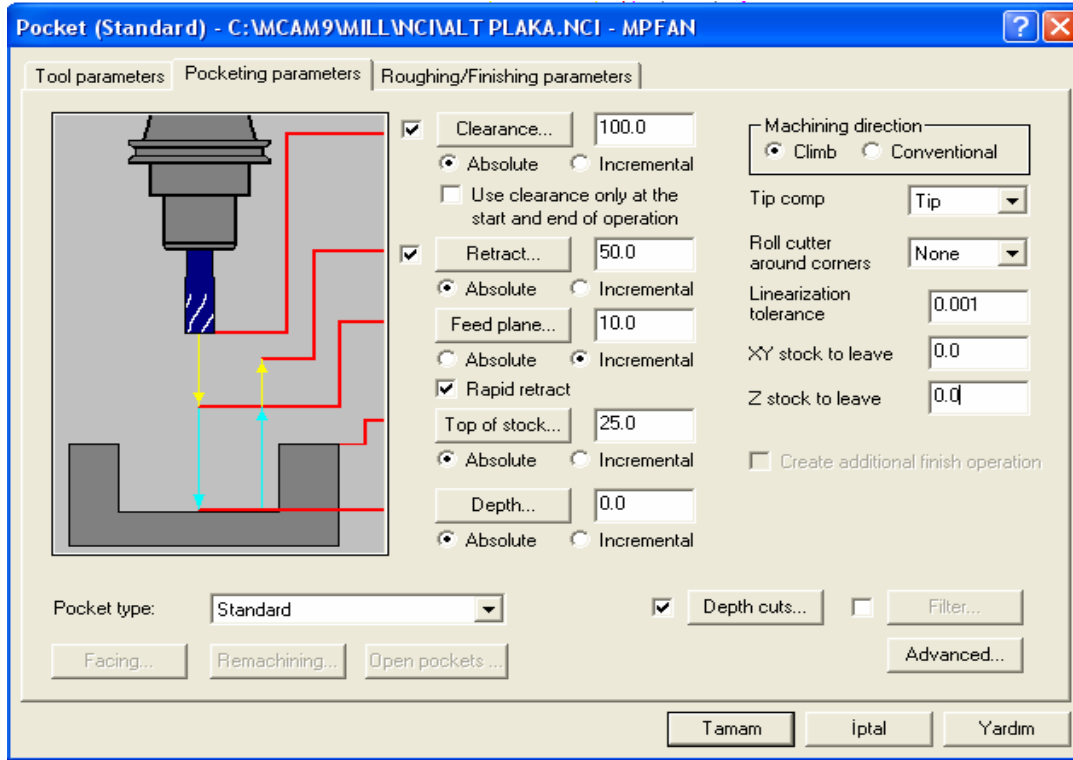 Pocket (Standard) - C:\MCAM9\MILL\NCI\ALT PLAKA.NCI - MPFAN
Tool parameters
Pocketing parameters
Roughing/Finishing parameters
Clearance...
100.0
Absolute
Incremental
Use clearance only at the
start and end of operation
Retract...
50.0
Absolute
Incremental
Feed plane...
10.0
Absolute
Incremental
Rapid retract
Top of stock...
25.0
Absolute
Incremental
Depth...
0.0
Absolute
Incremental
Machining direction
Climb
Conventional
Tip comp
Tip
Roll cutter
around corners
None
Linearization
tolerance
0.001
XY stock to leave
0.0
Z stock to leave
0.0
Create additional finish operation
Pocket type:
Standard
Depth cuts...
Filter...
Facing...
Remachining...
Open pockets ...
Advanced...
Tamam
İptal
Yardım